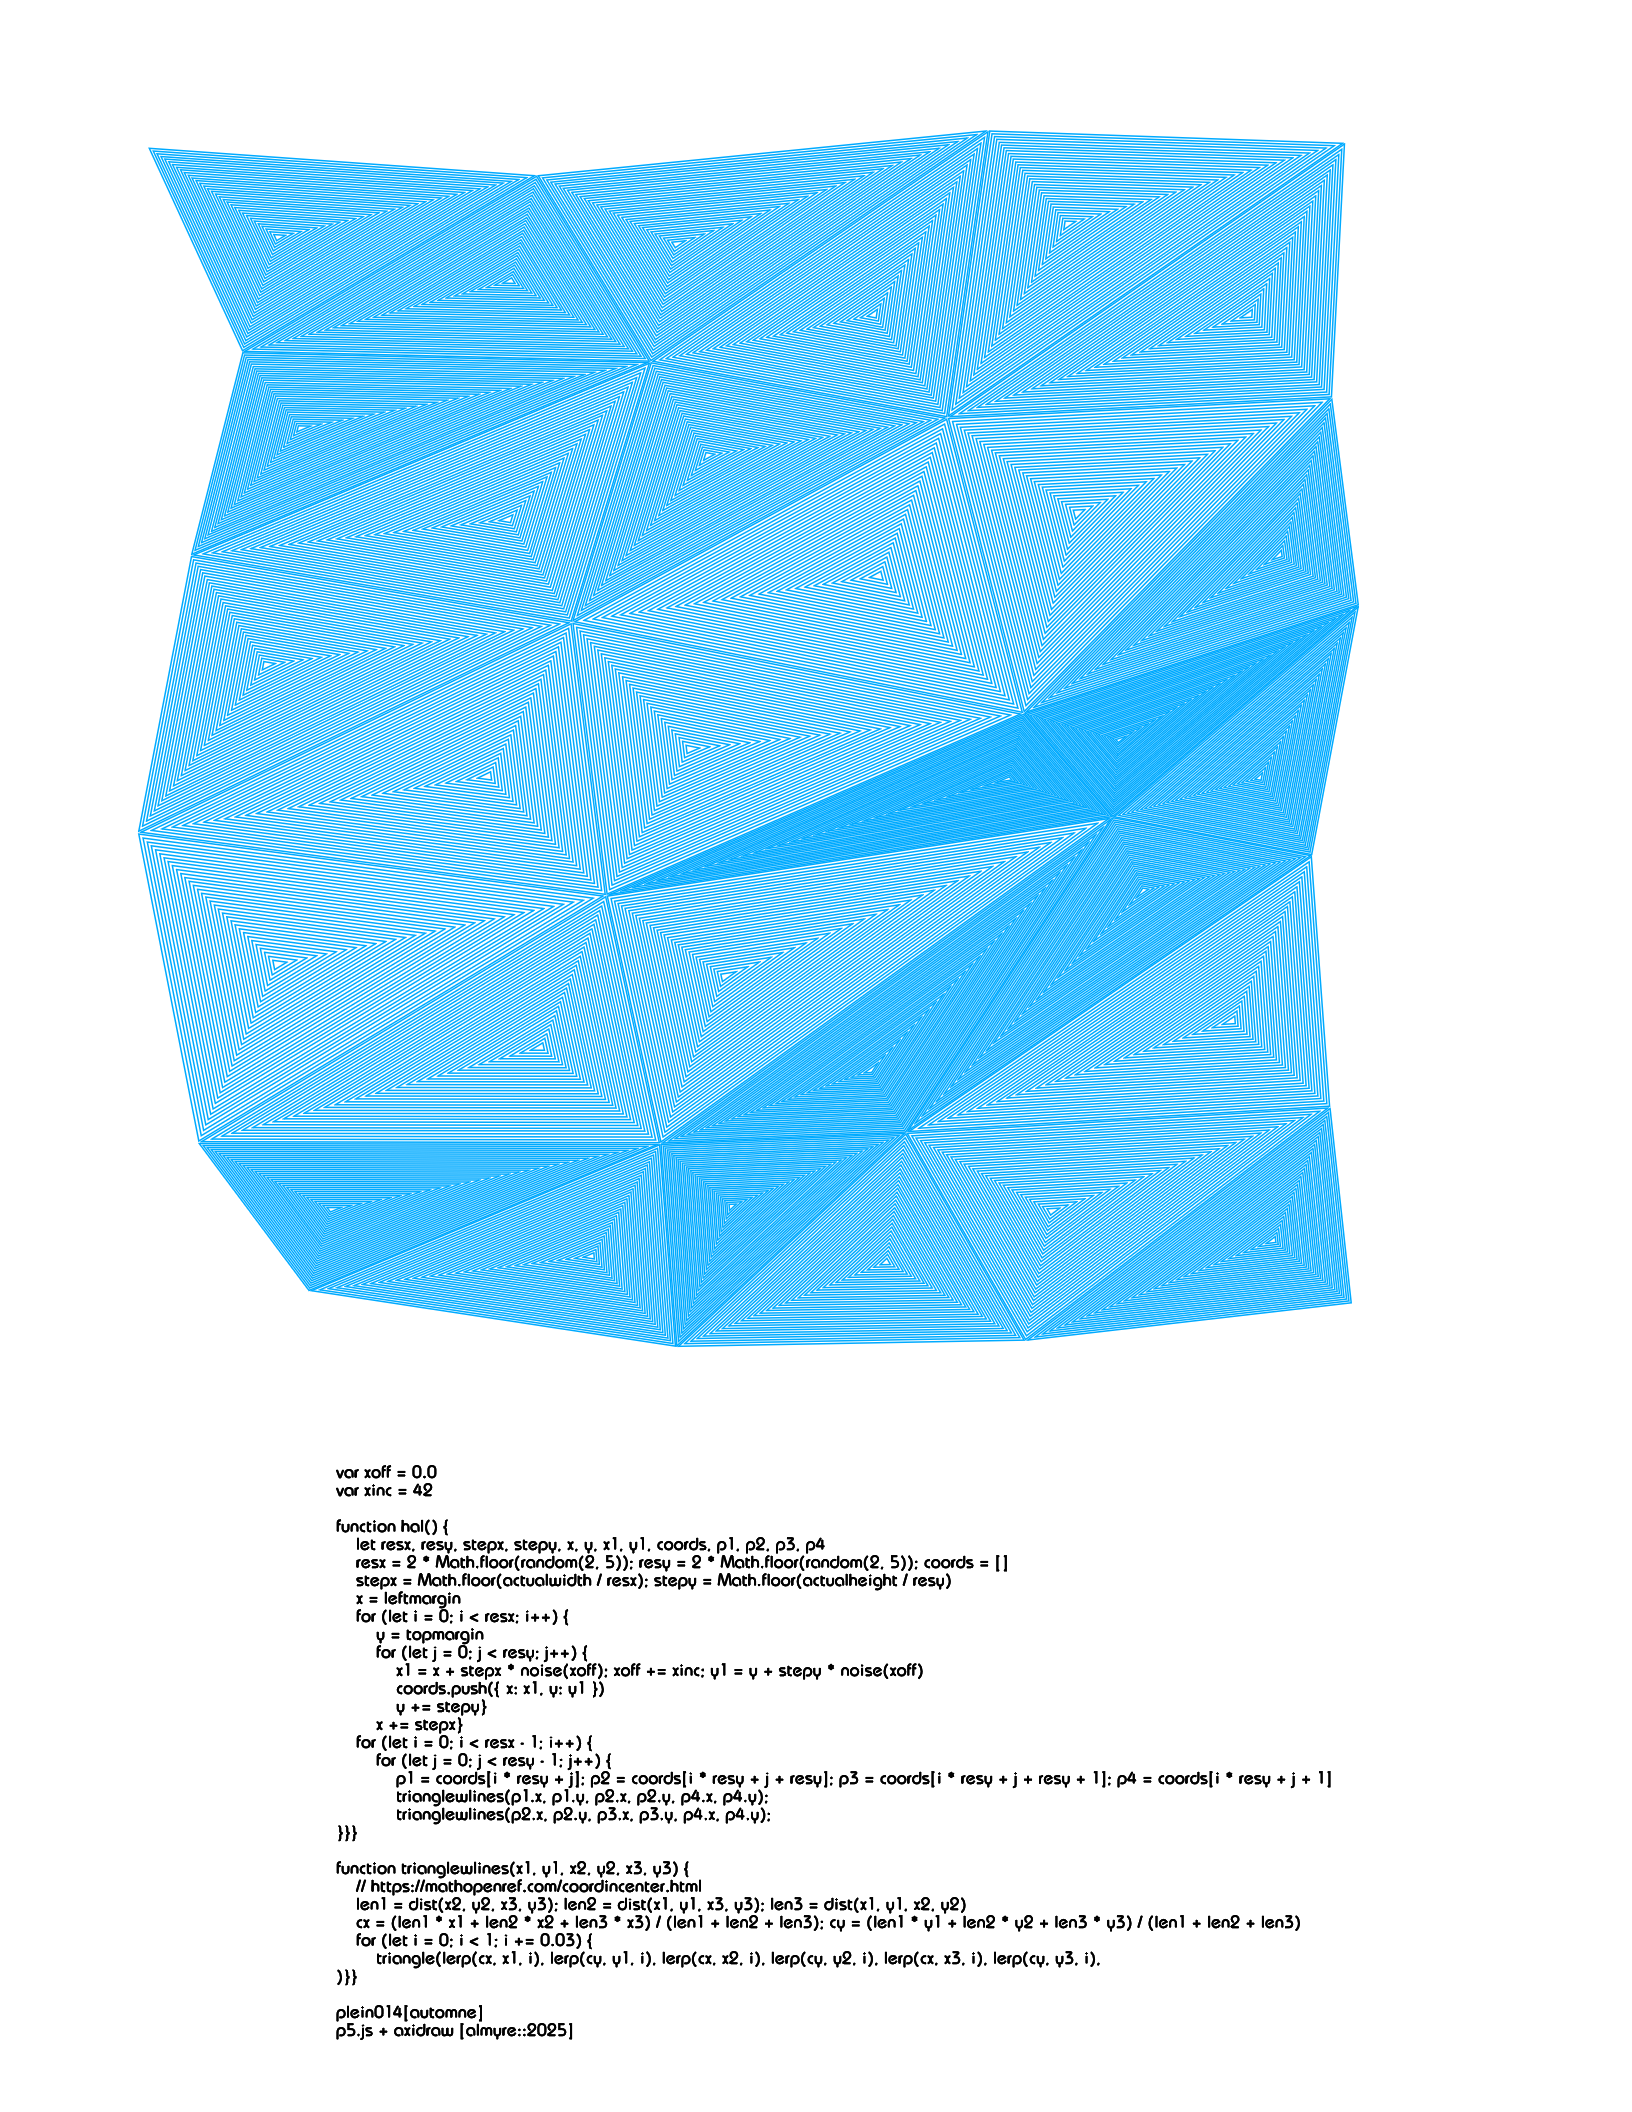 var xoff = 0.0
var xinc = 42

function hal() {
let resx, resy, stepx, stepy, x, y, x1, y1, coords, p1, p2, p3, p4
resx = 2 * Math.floor(random(2, 5)); resy = 2 * Math.floor(random(2, 5)); coords = []
stepx = Math.floor(actualwidth / resx); stepy = Math.floor(actualheight / resy)
x = leftmargin
for (let i = 0; i < resx; i++) {
y = topmargin
for (let j = 0; j < resy; j++) {
x1 = x + stepx * noise(xoff); xoff += xinc; y1 = y + stepy * noise(xoff)
coords.push({ x: x1, y: y1 })
y += stepy}
x += stepx}
for (let i = 0; i < resx - 1; i++) {
for (let j = 0; j < resy - 1; j++) {
p1 = coords[i * resy + j]; p2 = coords[i * resy + j + resy]; p3 = coords[i * resy + j + resy + 1]; p4 = coords[i * resy + j + 1]
trianglewlines(p1.x, p1.y, p2.x, p2.y, p4.x, p4.y);
trianglewlines(p2.x, p2.y, p3.x, p3.y, p4.x, p4.y);
}}}

function trianglewlines(x1, y1, x2, y2, x3, y3) {
// https://mathopenref.com/coordincenter.html
len1 = dist(x2, y2, x3, y3); len2 = dist(x1, y1, x3, y3); len3 = dist(x1, y1, x2, y2)
cx = (len1 * x1 + len2 * x2 + len3 * x3) / (len1 + len2 + len3); cy = (len1 * y1 + len2 * y2 + len3 * y3) / (len1 + len2 + len3)
for (let i = 0; i < 1; i += 0.03) {
triangle(lerp(cx, x1, i), lerp(cy, y1, i), lerp(cx, x2, i), lerp(cy, y2, i), lerp(cx, x3, i), lerp(cy, y3, i),
)}}

plein014[automne]
p5.js + axidraw [almyre::2025]